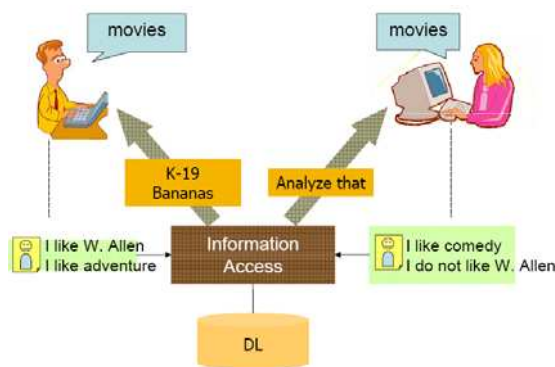 movies
movies
K-19
Bananas
Analyze that
I like W. Allen
I like adventure
Information
Access
I like comedy
I do not like W. Allen
DL